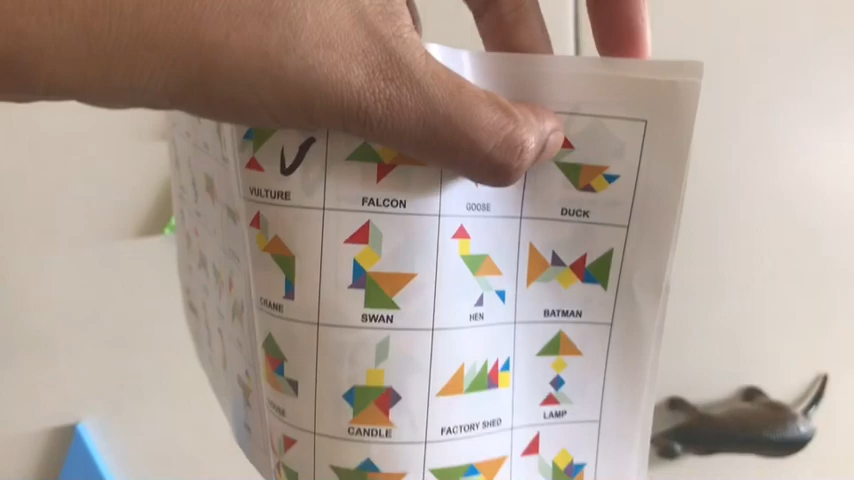 VULTURE
FALCON
GOOSE
DUCK
CRANE
SWAN
HEN
BATMAN
CANDLE
FACTORY SHED
LAMP